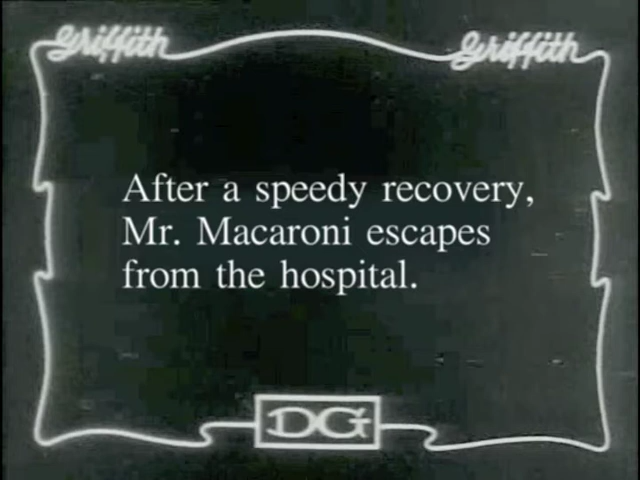 Griffith Griffith
After a speedy recovery,
Mr. Macaroni escapes
from the hospital.
DG